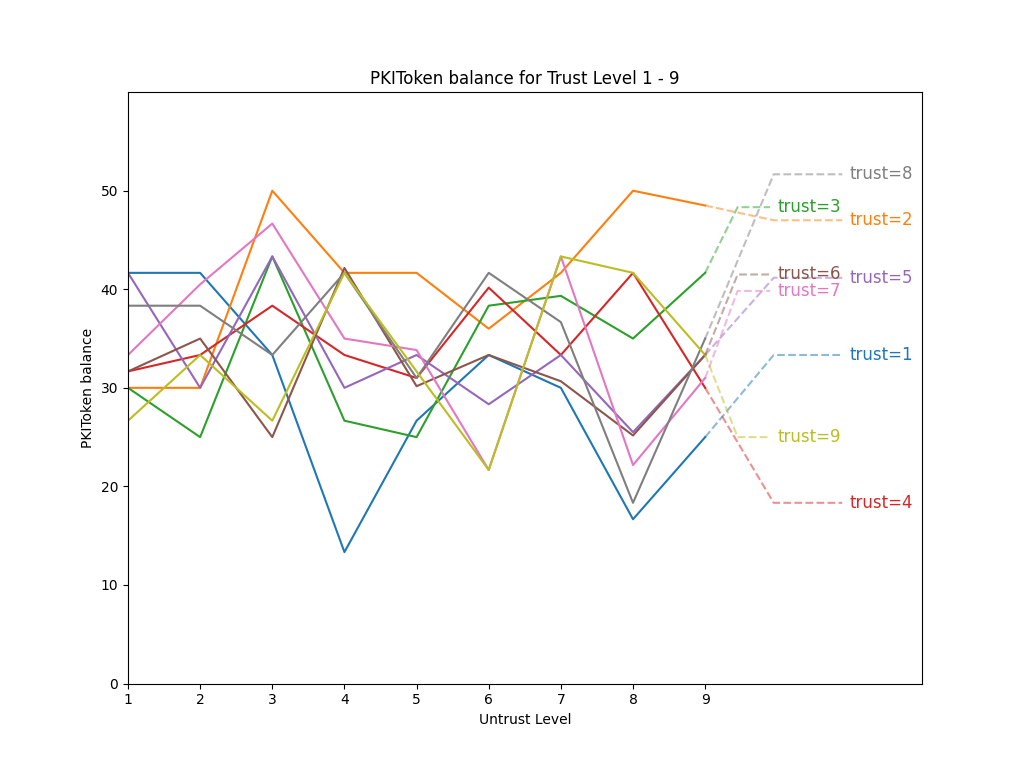 PKIToken balance for Trust Level 1 - 9
PKIToken balance
50
40
30
20
10
0
1 2 3 4 5 6 7 8 9
Untrust Level
trust=8
trust=3
trust=2
trust=6
trust=5
trust=7
trust=1
trust=9
trust=4